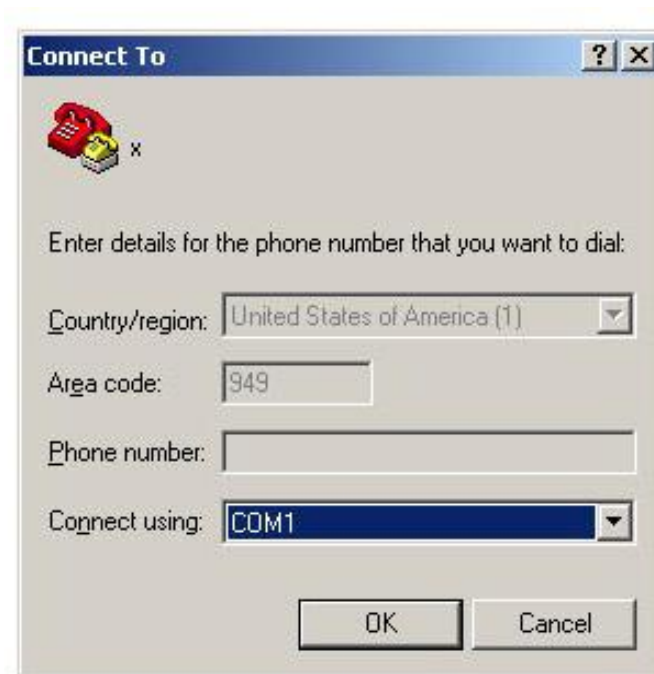 Connect To
x
Enter details for the phone number that you want to dial:
Country/region: United States of America (1)
Area code: 949
Phone number:
Connect using: COM1
OK Cancel